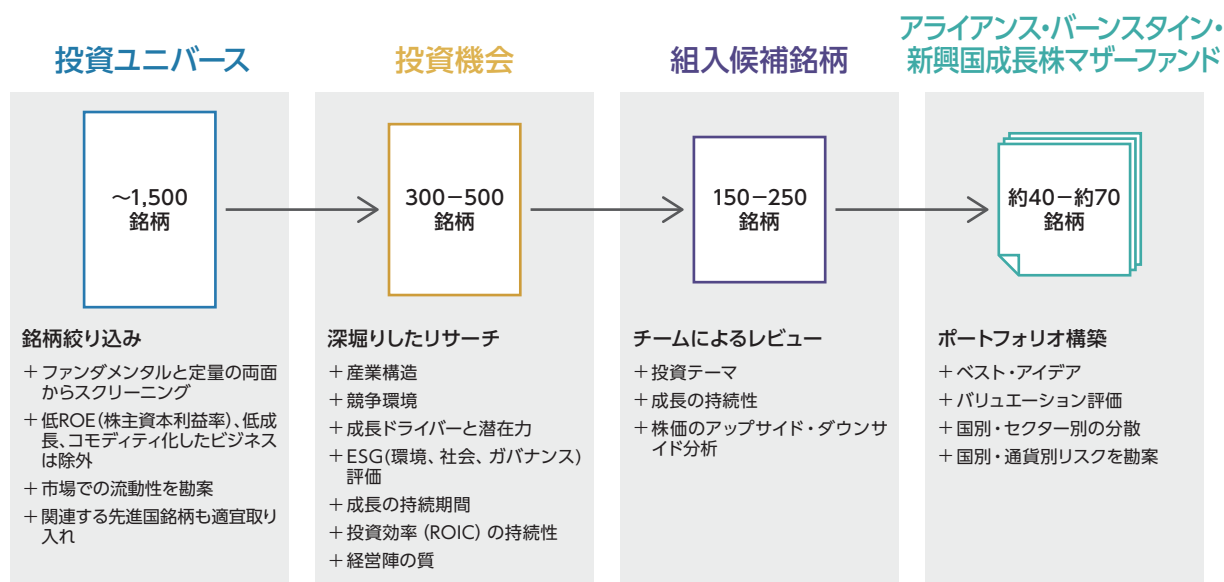 投資ユニバース
~1,500
銘柄
銘柄絞り込み
+ファンダメンタルと定量の両面
からスクリーニング
+低ROE(株主資本利益率)、低成
長、コモディティ化したビジネス
は除外
+市場での流動性を勘案
+関連する先進国銘柄も適宜取り
入れ
投資機会
300-500
銘柄
深堀りしたリサーチ
+産業構造
+競争環境
+成長ドライバーと潜在力
+ESG(環境、社会、ガバナンス)
評価
+成長の持続期間
+投資効率 (ROIC) の持続性
+経営陣の質
組入候補銘柄
150-250
銘柄
チームによるレビュー
+投資テーマ
+成長の持続性
+株価のアップサイド・ダウンサ
イド分析
アライアンス・バーンスタイン・
新興国成長株マザーファンド
約40-約70
銘柄
ポートフォリオ構築
+ベスト・アイデア
+バリュエーション評価
+国別・セクター別の分散
+国別・通貨別リスクを勘案